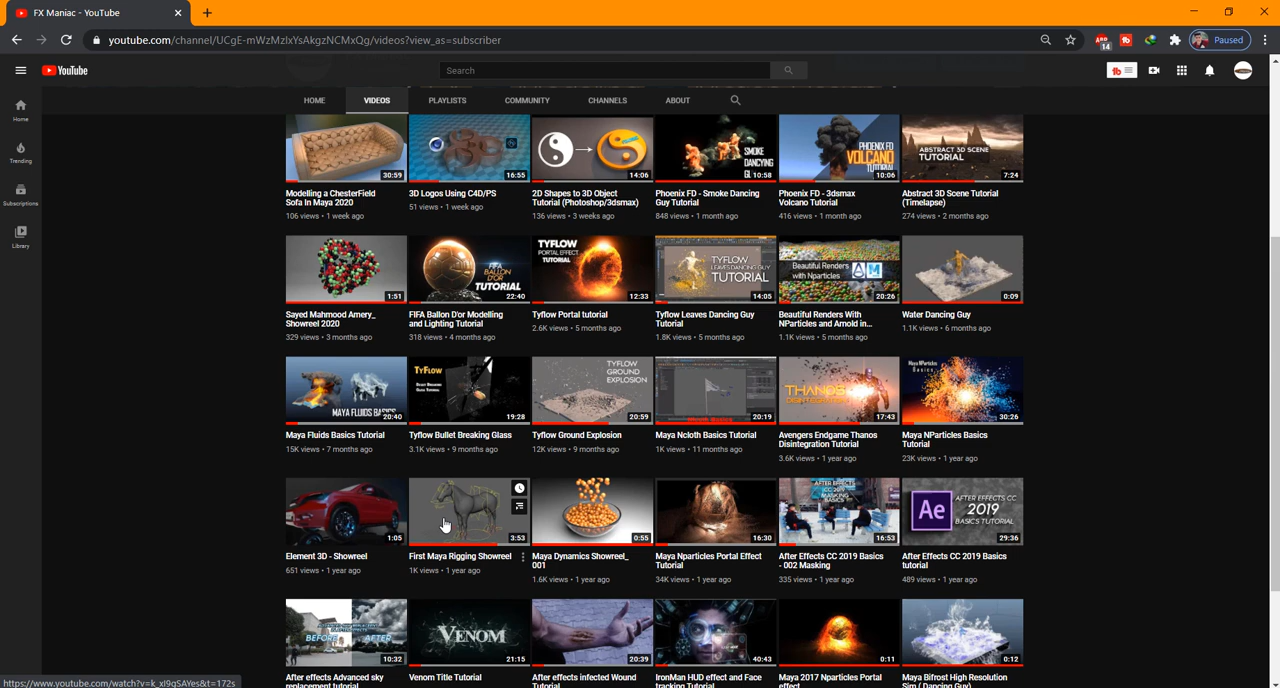 FX Maniac - YouTube
youtube.com/channel/UCgE-mWzMzlxYsAkgzNCMxQg/videos?view_as=subscriber
14
Paused
YouTube
Search
HOME
VIDEOS
PLAYLISTS
COMMUNITY
CHANNELS
ABOUT
Home
Trending
Subscriptions
Library
30:59
16:55
14:06
SMOKE
DANCYING
10:58
PHOENIX FD
VOLCANO
TUTORIAL
10:06
ABSTRACT 3D SCENE
TUTORIAL
7:24
Modelling a ChesterField
Sofa In Maya 2020
106 views • 1 week ago
3D Logos Using C4D/PS
51 views • 1 week ago
2D Shapes to 3D Object
Tutorial (Photoshop/3dsmax)
136 views • 3 weeks ago
Phoenix FD - Smoke Dancing
Guy Tutorial
848 views • 1 month ago
Phoenix FD - 3dsmax
Volcano Tutorial
416 views • 1 month ago
Abstract 3D Scene Tutorial
(Timelapse)
274 views • 2 months ago
1:51
FIFA
BALLON
D'OR
TUTORIAL
22:40
TYFLOW
PORTAL EFFECT
TUTORIAL
12:33
TYFLOW
LEAVES DANCING GUY
TUTORIAL
14:05
Beautiful Renders
with Nparticles
20:26
0:09
Sayed Mahmood Amery_
Showreel 2020
329 views • 3 months ago
FIFA Ballon D'or Modelling
and Lighting Tutorial
318 views • 4 months ago
Tyflow Portal tutorial
2.6K views • 5 months ago
Tyflow Leaves Dancing Guy
Tutorial
1.8K views • 5 months ago
Beautiful Renders With
NParticles and Arnold in...
1.1K views • 5 months ago
Water Dancing Guy
1.1K views • 6 months ago
MAYA FLUIDS BASICS
20:40
TYFLOW
19:28
TYFLOW
GROUND
EXPLOSION
20:59
20:19
THANOS
DISINTEGRATION
17:43
Maya NParticles
Basics
30:26
Maya Fluids Basics Tutorial
15K views • 7 months ago
Tyflow Bullet Breaking Glass
3.1K views • 9 months ago
Tyflow Ground Explosion
12K views • 9 months ago
Maya Ncloth Basics Tutorial
1K views • 11 months ago
Avengers Endgame Thanos
Disintegration Tutorial
3.6K views • 1 year ago
Maya NParticles Basics
Tutorial
23K views • 1 year ago
1:05
3:53
0:55
16:30
AFTER EFFECTS
CC 2019
MASKING
BASICS
16:53
Ae
AFTER EFFECTS CC
2019
BASICS TUTORIAL
29:36
Element 3D - Showreel
651 views • 1 year ago
First Maya Rigging Showreel
1K views • 1 year ago
Maya Dynamics Showreel_
001
1.6K views • 1 year ago
Maya Nparticles Portal Effect
Tutorial
34K views • 1 year ago
After Effects CC 2019 Basics
- 002 Masking
335 views • 1 year ago
After Effects CC 2019 Basics
tutorial
489 views • 1 year ago
BEFORE
AFTER
10:32
VENOM
21:15
20:39
40:43
0:11
0:12
After effects Advanced sky
replacement tutorial
Venom Title Tutorial
After effects infected Wound
Tutorial
IronMan HUD effect and Face
tracking Tutorial
Maya 2017 Nparticles Portal
effect
Maya Bifrost High Resolution
Sim ( Dancing Guy)
https://www.youtube.com/watch?v=k_xI9gSAYes&t=172s